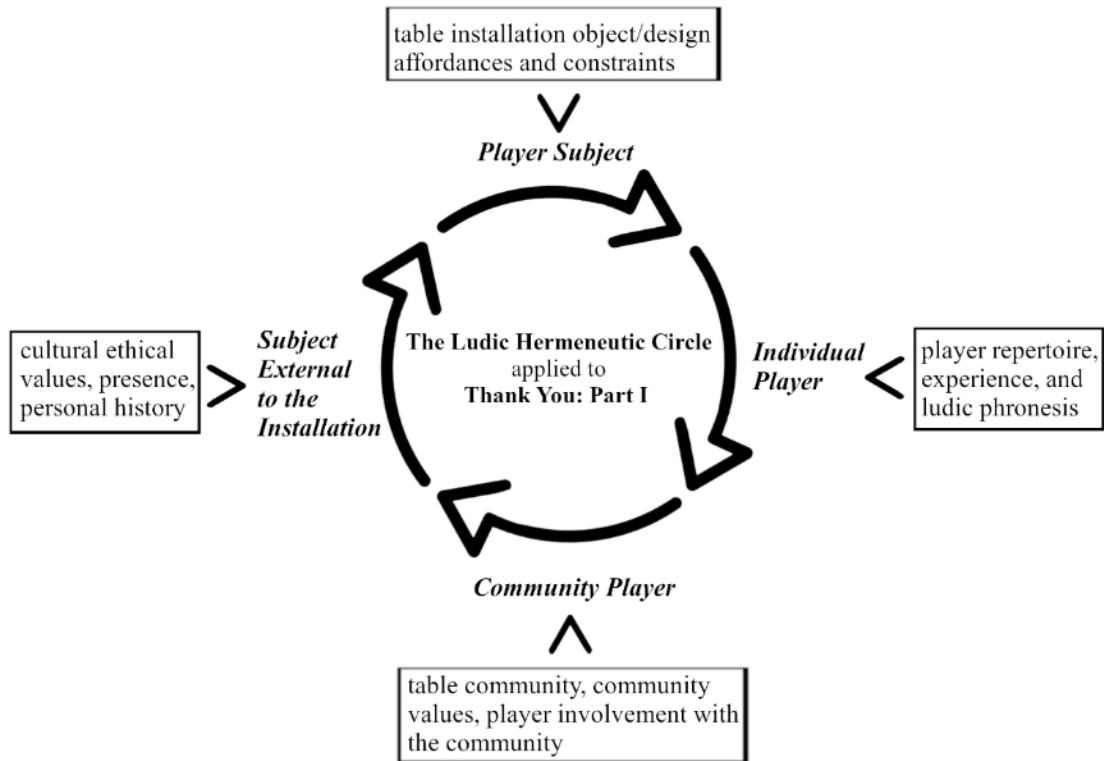 table installation object/design
affordances and constraints
Player Subject
The Ludic Hermeneutic Circle
applied to
Thank You: Part I
Individual
Player
player repertoire,
experience, and
ludic phronesis
Community Player
table community, community
values, player involvement with
the community
Subject
External
to the
Installation
cultural ethical
values, presence,
personal history